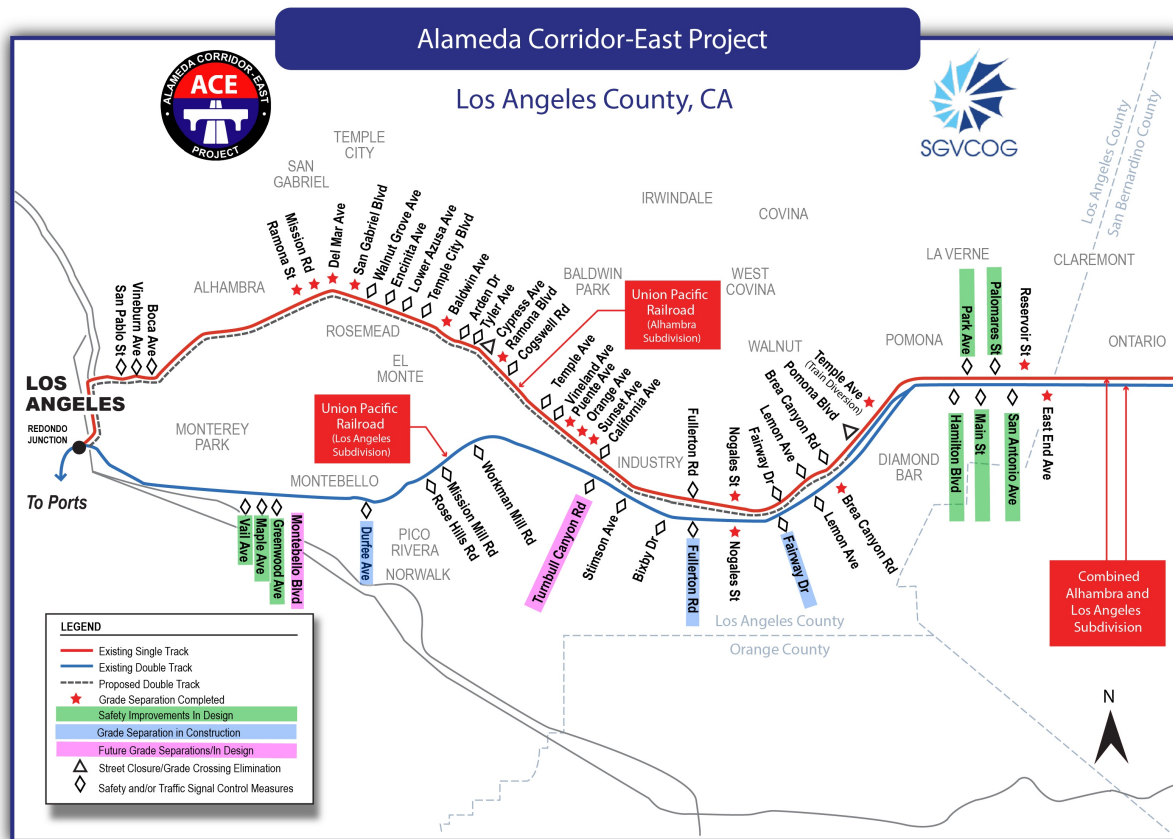 Alameda Corridor-East Project
Los Angeles County, CA
ALAMEDA CORRIDOR-EAST
ACE
PROJECT
SGVCOG
Los Angeles County
San Bernardino County
TEMPLE
CITY
SAN
GABRIEL
IRWINDALE
COVINA
LA VERNE
CLAREMONT
ALHAMBRA
BALDWIN
PARK
WEST
COVINA
ROSEMEAD
EL
MONTE
WALNUT
POMONA
ONTARIO
MONTEREY
PARK
INDUSTRY
DIAMOND
BAR
MONTEBELLO
PICO
RIVERA
NORWALK
LOS
ANGELES
REDONDO
JUNCTION
To Ports
San Pablo St
Vineburn Ave
Boca Ave
Ramona St
Mission Rd
Del Mar Ave
San Gabriel Blvd
Walnut Grove Ave
Encinita Ave
Lower Azusa Ave
Temple City Blvd
Baldwin Ave
Arden Dr
Tyler Ave
Cypress Ave
Ramona Blvd
Cogswell Rd
Temple Ave
Vineland Ave
Puente Ave
Orange Ave
Sunset Ave
California Ave
Fullerton Rd
Nogales St
Fairway Dr
Lemon Ave
Brea Canyon Rd
Pomona Blvd
Temple Ave
(Train Diversion)
Park Ave
Palomares St
Reservoir St
Union Pacific
Railroad
(Alhambra
Subdivision)
Union Pacific
Railroad
(Los Angeles
Subdivision)
Vail Ave
Maple Ave
Greenwood Ave
Montebello Blvd
Durfee Ave
Rose Hills Rd
Mission Mill Rd
Workman Mill Rd
Turnbull Canyon Rd
Stimson Ave
Bixby Dr
Fullerton Rd
Nogales St
Fairway Dr
Lemon Ave
Brea Canyon Rd
Hamilton Blvd
Main St
San Antonio Ave
East End Ave
Combined
Alhambra and
Los Angeles
Subdivision
Los Angeles County
Orange County
N
LEGEND
Existing Single Track
Existing Double Track
Proposed Double Track
Grade Separation Completed
Safety Improvements In Design
Grade Separation in Construction
Future Grade Separations/In Design
Street Closure/Grade Crossing Elimination
Safety and/or Traffic Signal Control Measures